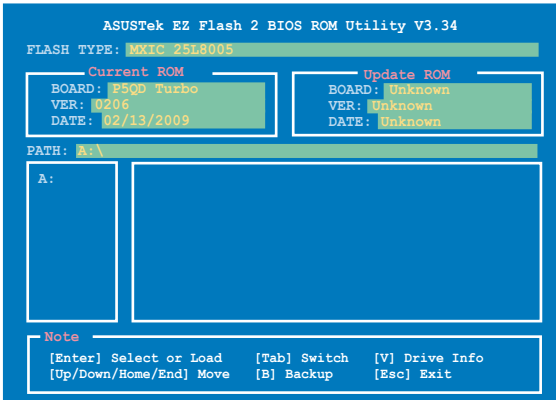 ASUSTek EZ Flash 2 BIOS ROM Utility V3.34
FLASH TYPE: MXIC 25L8005
Current ROM
BOARD: P5QD Turbo
VER: 0206
DATE: 02/13/2009
Update ROM
BOARD: Unknown
VER: Unknown
DATE: Unknown
PATH: A:\
A:
Note
[Enter] Select or Load [Tab] Switch [V] Drive Info
[Up/Down/Home/End] Move [B] Backup [Esc] Exit